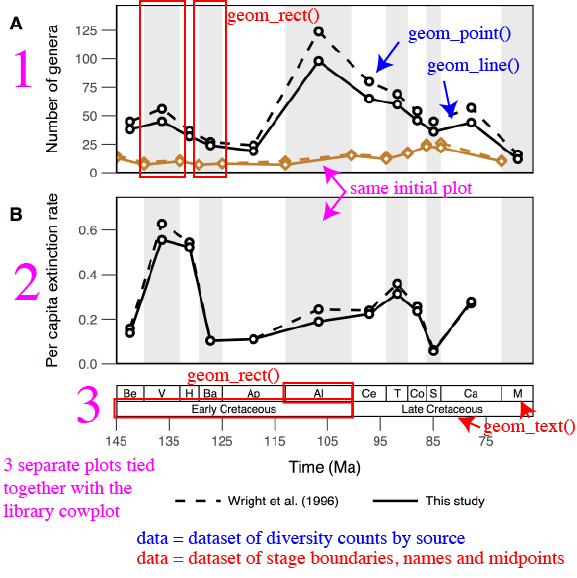 A
1
geom_rect()
geom_point()
geom_line()
Number of genera
125
100
75
50
25
0
same initial plot
B
2
Per capita extinction rate
0.6
0.4
0.2
0.0
geom_rect()
3
Be V H Ba Ap Al Ce T Co S Ca M
Early Cretaceous Late Cretaceous
geom_text()
145 135 125 115 105 95 85 75
Time (Ma)
3 separate plots tied
together with the
library cowplot
Wright et al. (1996) This study
data = dataset of diversity counts by source
data = dataset of stage boundaries, names and midpoints